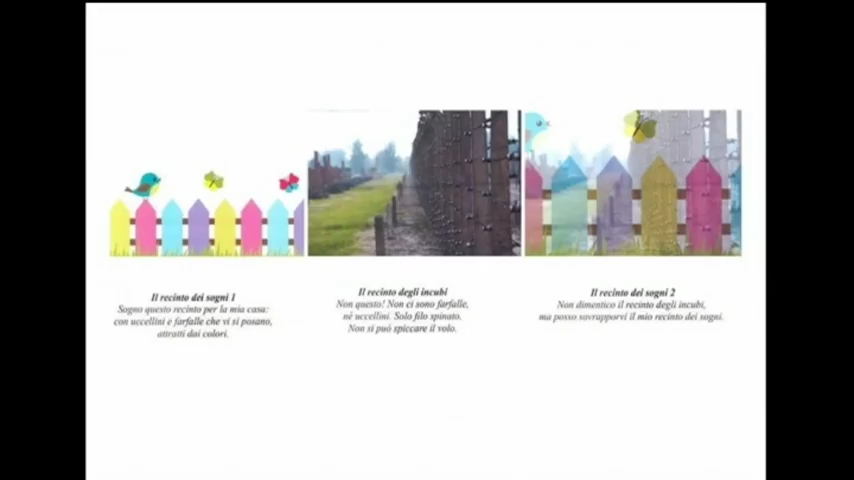 Il recinto dei sogni 1
Sogno questo recinto per la mia casa:
con uccellini e farfalle che vi si posano,
attratti dai colori.
Il recinto degli incubi
Non questo! Non ci sono farfalle,
né uccellini. Solo filo spinato.
Non si può spiccare il volo.
Il recinto dei sogni 2
Non dimentico il recinto degli incubi,
ma posso sovrapporvi il mio recinto dei sogni.